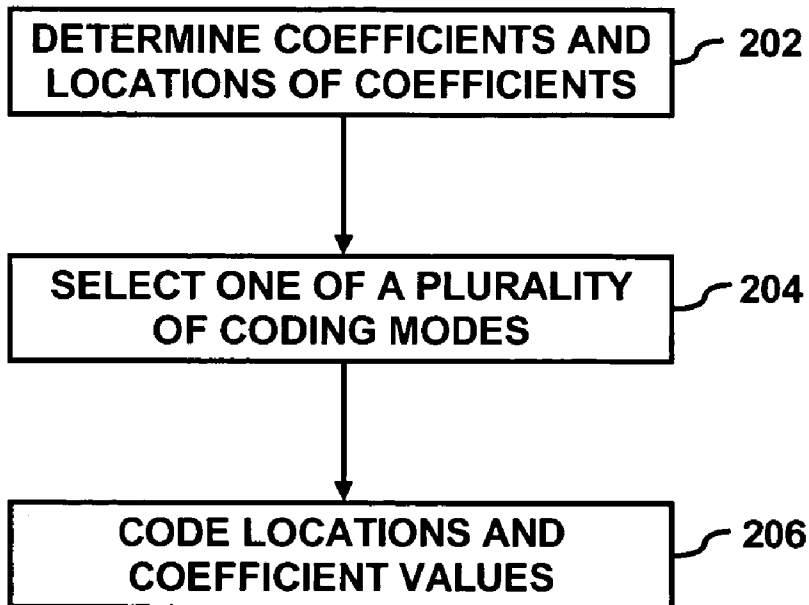 DETERMINE COEFFICIENTS AND
LOCATIONS OF COEFFICIENTS
202
SELECT ONE OF A PLURALITY
OF CODING MODES
204
CODE LOCATIONS AND
COEFFICIENT VALUES
206